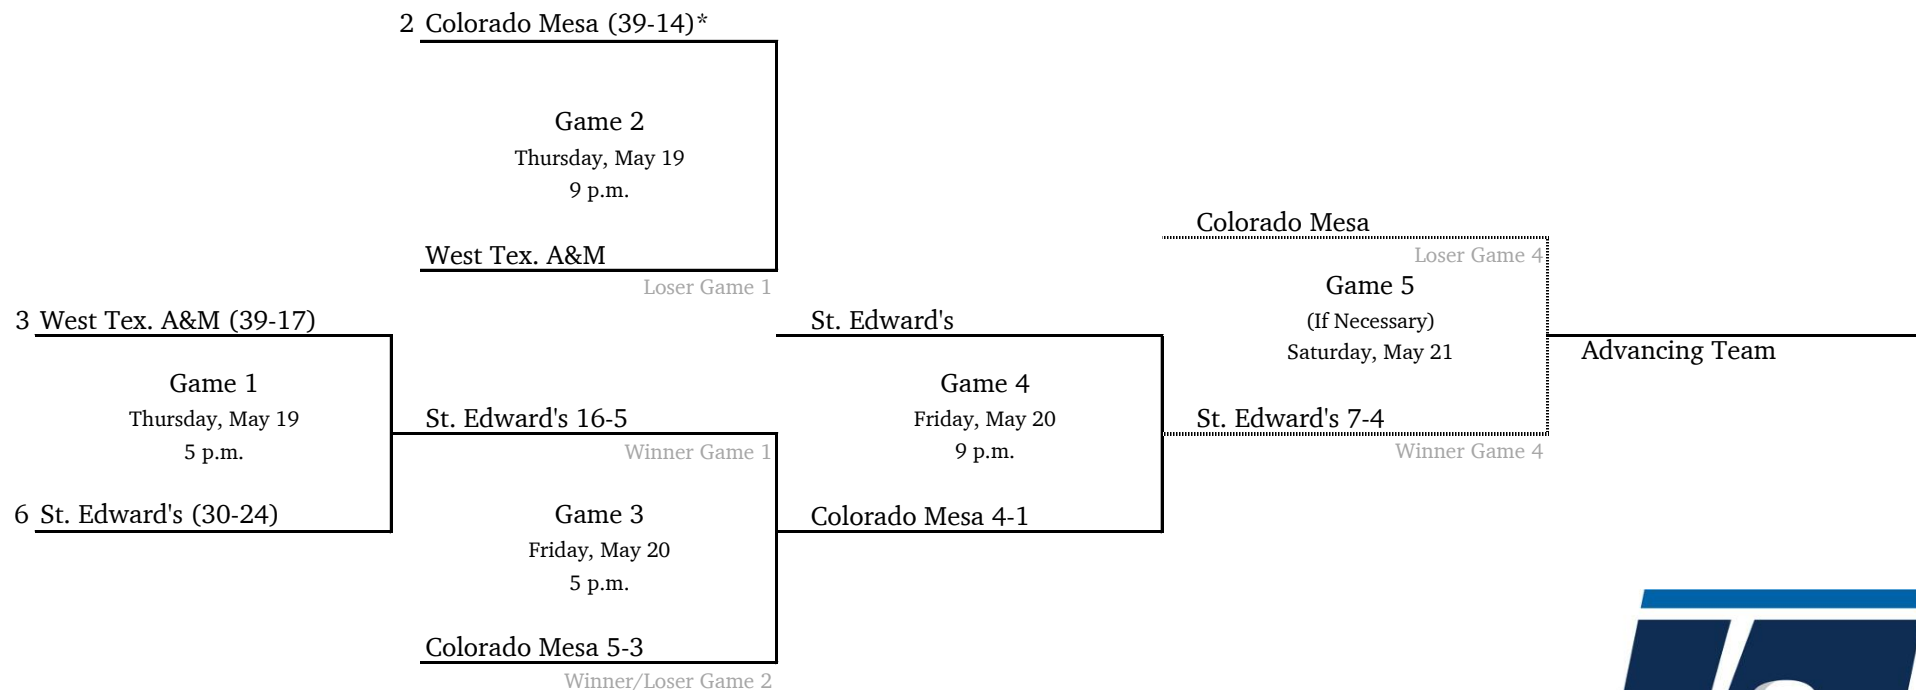 2 Colorado Mesa (39-14)*
Game 2
Thursday, May 19
9 p.m.
West Tex. A&M
Loser Game 1
3 West Tex. A&M (39-17)
Game 1
Thursday, May 19
5 p.m.
6 St. Edward's (30-24)
St. Edward's 16-5
Winner Game 1
Game 3
Friday, May 20
5 p.m.
Colorado Mesa 5-3
Winner/Loser Game 2
St. Edward's
Game 4
Friday, May 20
9 p.m.
Colorado Mesa 4-1
Colorado Mesa
Loser Game 4
Game 5
(If Necessary)
Saturday, May 21
St. Edward's 7-4
Winner Game 4
Advancing Team